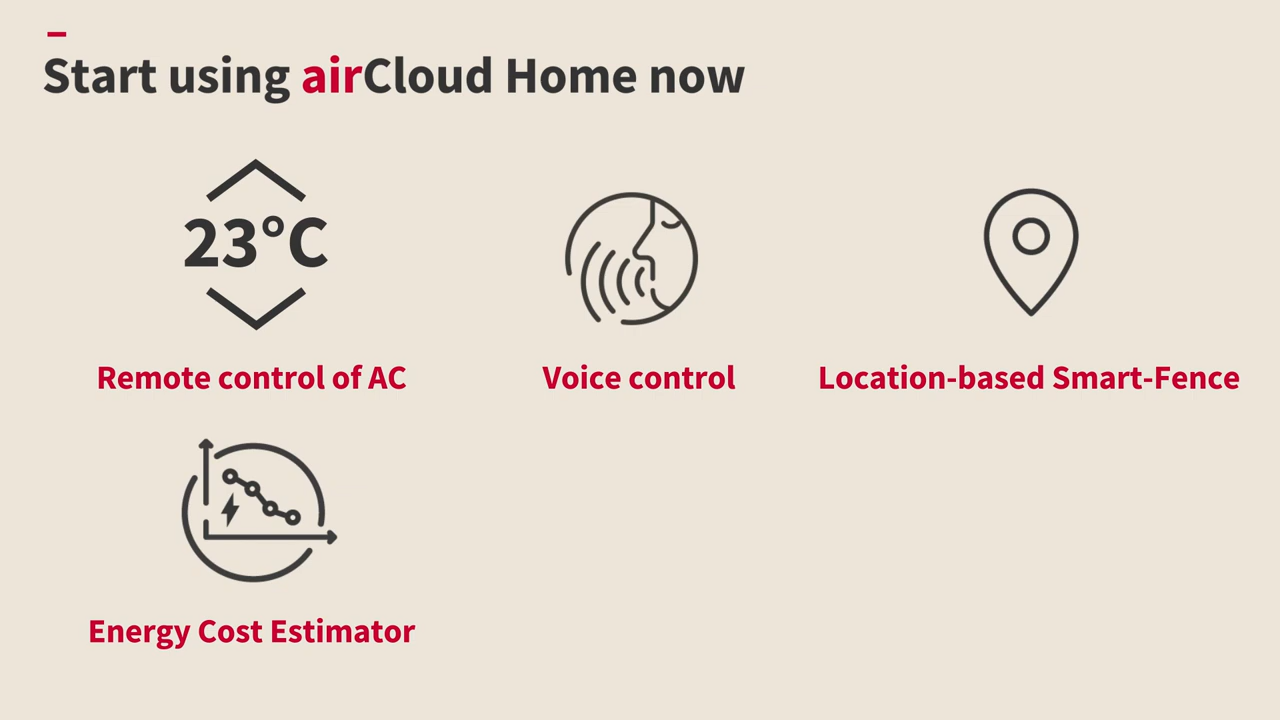 Start using airCloud Home now
23°C
Remote control of AC
Voice control
Location-based Smart-Fence
Energy Cost Estimator